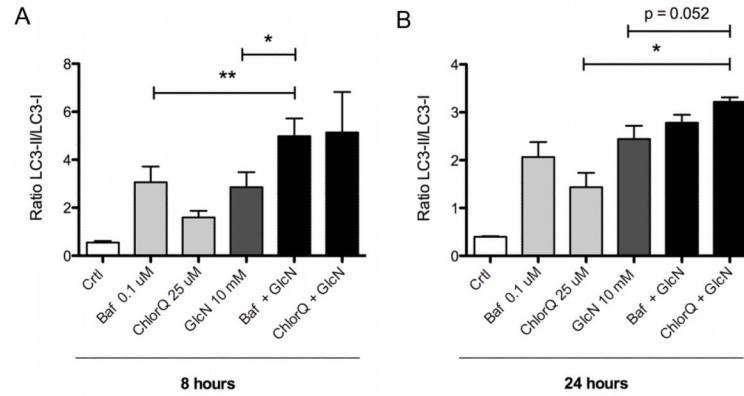 A
*
**
Ratio LC3-II/LC3-I
8
6
4
2
0
Crtl
Baf 0.1 uM
ChlorQ 25 uM
GlcN 10 mM
Baf + GlcN
ChlorQ + GlcN
8 hours
B
p = 0.052
*
Ratio LC3-II/LC3-I
4
3
2
1
0
Crtl
Baf 0.1 uM
ChlorQ 25 uM
GlcN 10 mM
Baf + GlcN
ChlorQ + GlcN
24 hours